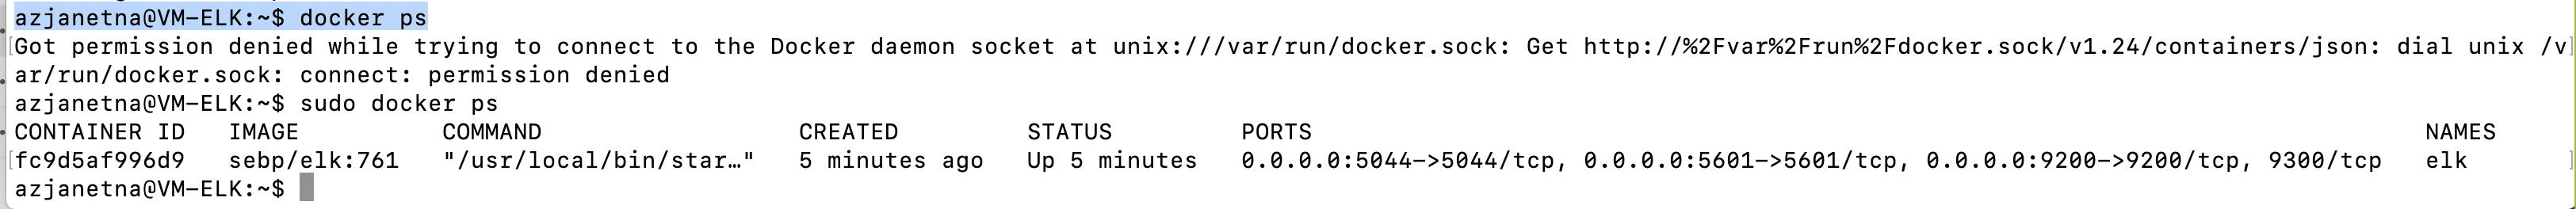 azjanetna@VM-ELK:~$ docker ps
[Got permission denied while trying to connect to the Docker daemon socket at unix:///var/run/docker.sock: Get http://%2Fvar%2Frun%2Fdocker.sock/v1.24/containers/json: dial unix /v]
ar/run/docker.sock: connect: permission denied
azjanetna@VM-ELK:~$ sudo docker ps
CONTAINER ID   IMAGE          COMMAND                  CREATED         STATUS         PORTS                                                                              NAMES
[fc9d5af996d9   sebp/elk:761   "/usr/local/bin/star…"   5 minutes ago   Up 5 minutes   0.0.0.0:5044->5044/tcp, 0.0.0.0:5601->5601/tcp, 0.0.0.0:9200->9200/tcp, 9300/tcp   elk       ]
azjanetna@VM-ELK:~$